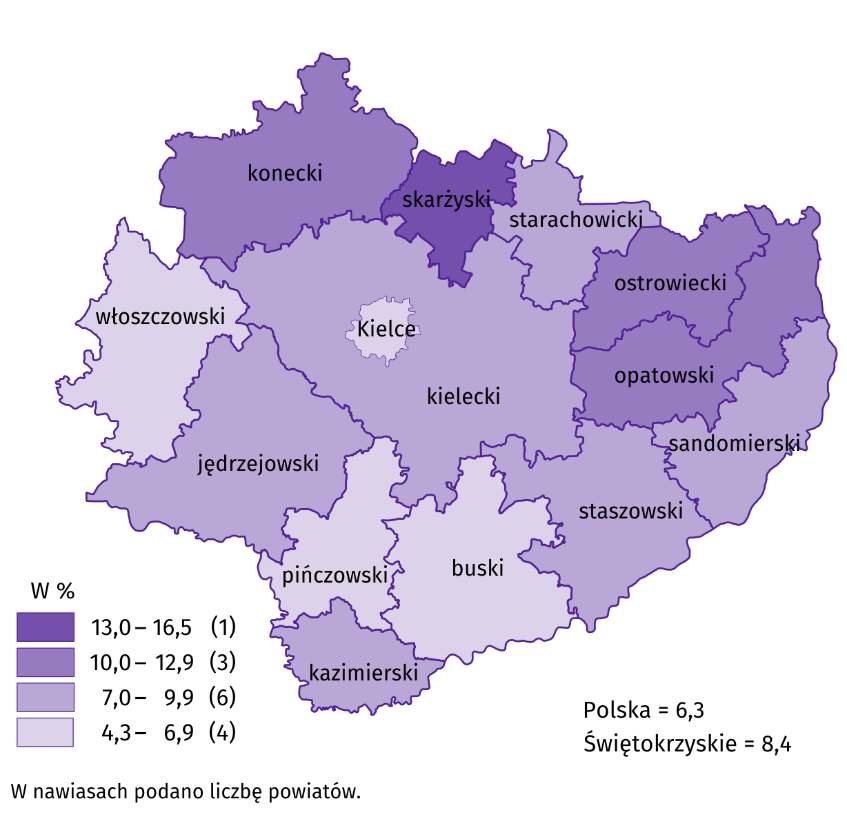 konecki
skarżyski
starachowicki
ostrowiecki
włoszczowski
Kielce
opatowski
kielecki
sandomierski
jędrzejowski
staszowski
buski
pińczowski
kazimierski
W %
13,0 – 16,5 (1)
10,0 – 12,9 (3)
7,0 – 9,9 (6)
4,3 – 6,9 (4)
Polska = 6,3
Świętokrzyskie = 8,4
W nawiasach podano liczbę powiatów.